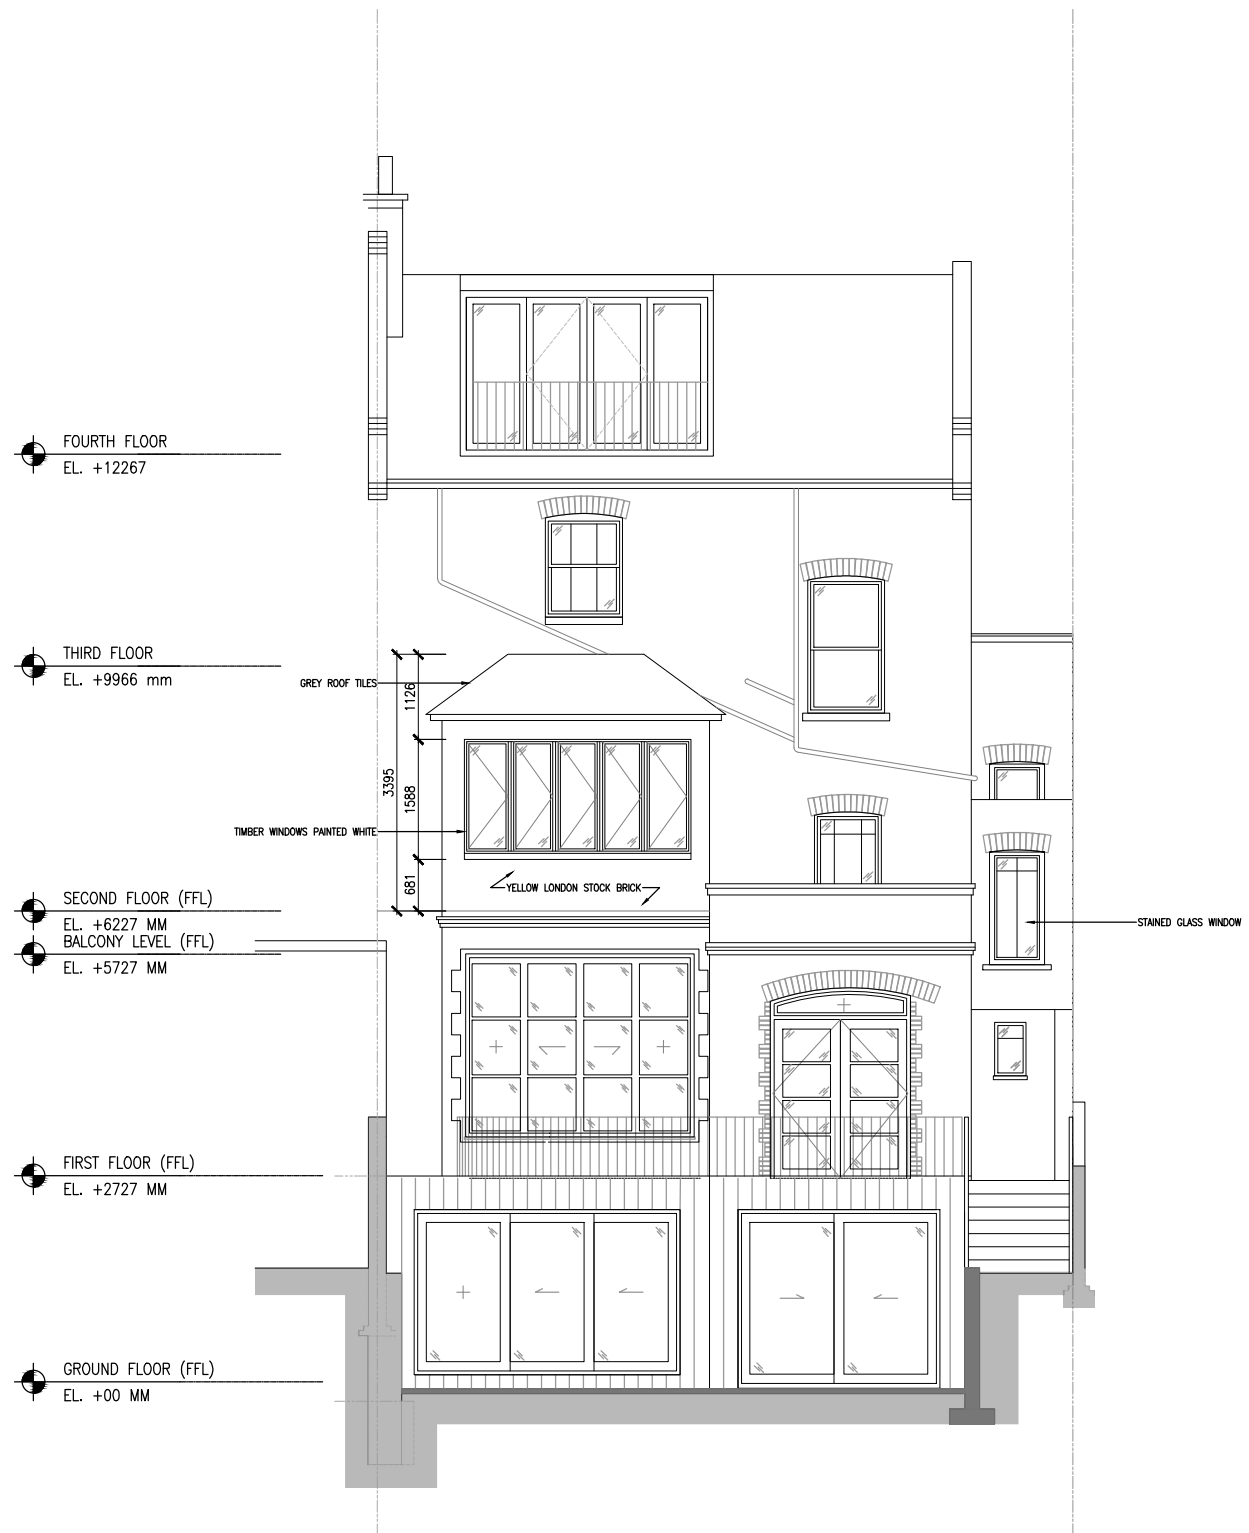 FOURTH FLOOR
EL. +12267
THIRD FLOOR
EL. +9966 mm
GREY ROOF TILES
1126
3395
1588
TIMBER WINDOWS PAINTED WHITE
681
YELLOW LONDON STOCK BRICK
SECOND FLOOR (FFL)
EL. +6227 MM
STAINED GLASS WINDOW
BALCONY LEVEL (FFL)
EL. +5727 MM
FIRST FLOOR (FFL)
EL. +2727 MM
GROUND FLOOR (FFL)
EL. +00 MM